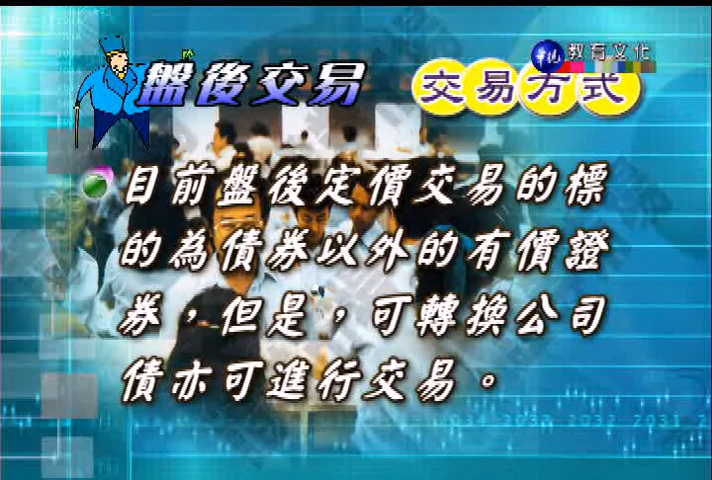 華視 教育文化
盤後交易 交易方式
目前盤後定價交易的標
的為債券以外的有價證
券，但是，可轉換公司
債亦可進行交易。